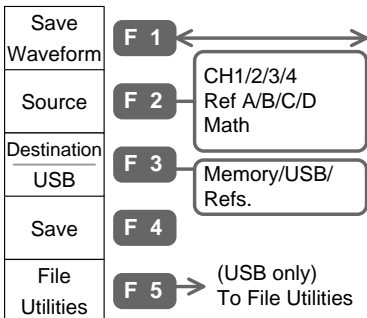 Save
Waveform
F 1
Source
F 2
CH1/2/3/4
Ref A/B/C/D
Math
Destination
USB
F 3
Memory/USB/
Refs.
Save
F 4
File
Utilities
F 5
(USB only)
To File Utilities